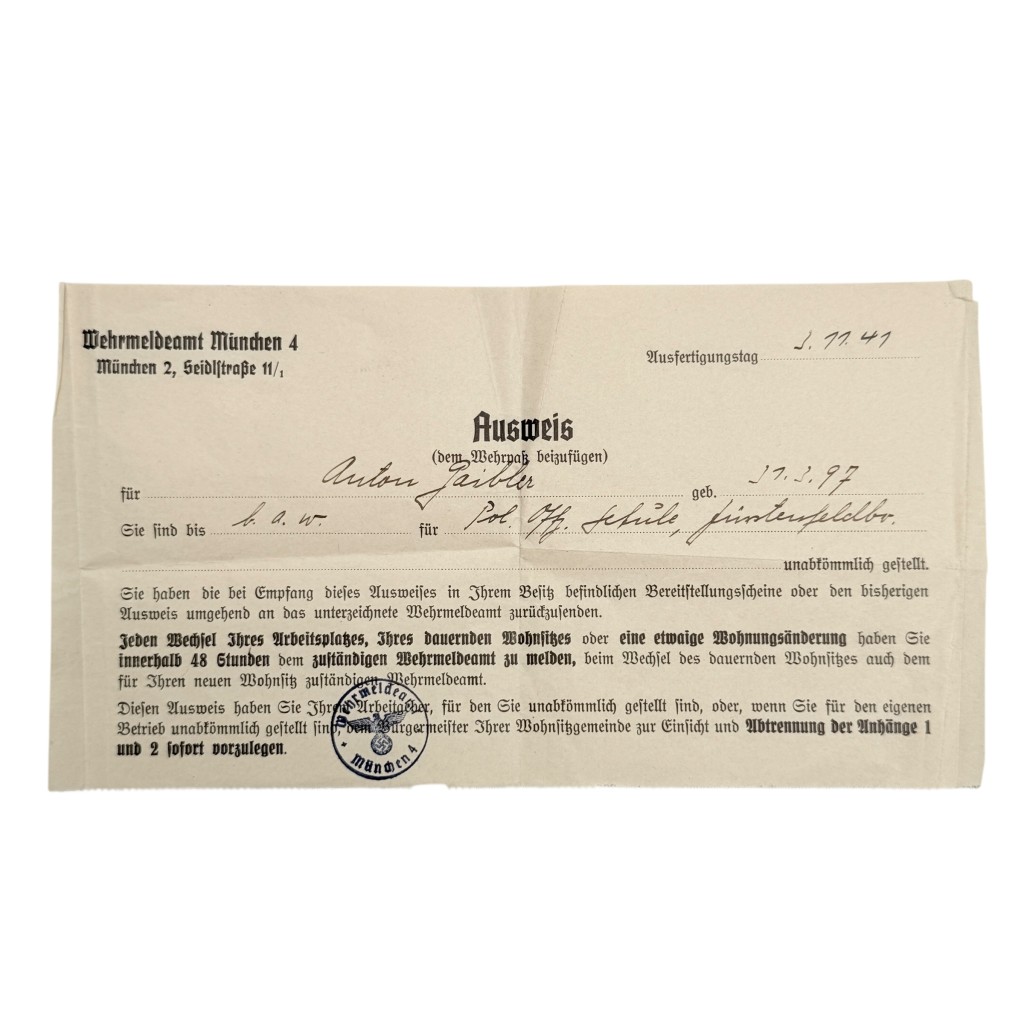 Wehrmeldeamt München 4
München 2, Seidlstraße 11/1
Ausfertigungstag 3. 11. 41
Ausweis
(dem Wehrpaß beizufügen)
für Anton Gaibler geb. 31. 3. 97
Sie sind bis b. a. w. für Pol. Off. Schule, Fürstenfeldbr.
unabkömmlich gestellt.
Sie haben die bei Empfang dieses Ausweises in Ihrem Besitz befindlichen Bereitstellungsscheine oder den bisherigen
Ausweis umgehend an das unterzeichnete Wehrmeldeamt zurückzusenden.
Jeden Wechsel Ihres Arbeitsplatzes, Ihres dauernden Wohnsitzes oder eine etwaige Wohnungsänderung haben Sie
innerhalb 48 Stunden dem zuständigen Wehrmeldeamt zu melden, beim Wechsel des dauernden Wohnsitzes auch dem
für Ihren neuen Wohnsitz zuständigen Wehrmeldeamt.
Diesen Ausweis haben Sie Ihrem Arbeitgeber, für den Sie unabkömmlich gestellt sind, oder, wenn Sie für den eigenen
Betrieb unabkömmlich gestellt sind, dem Bürgermeister Ihrer Wohnsitzgemeinde zur Einsicht und Abtrennung der Anhänge 1
und 2 sofort vorzulegen.
Wehrmeldeamt
München 4